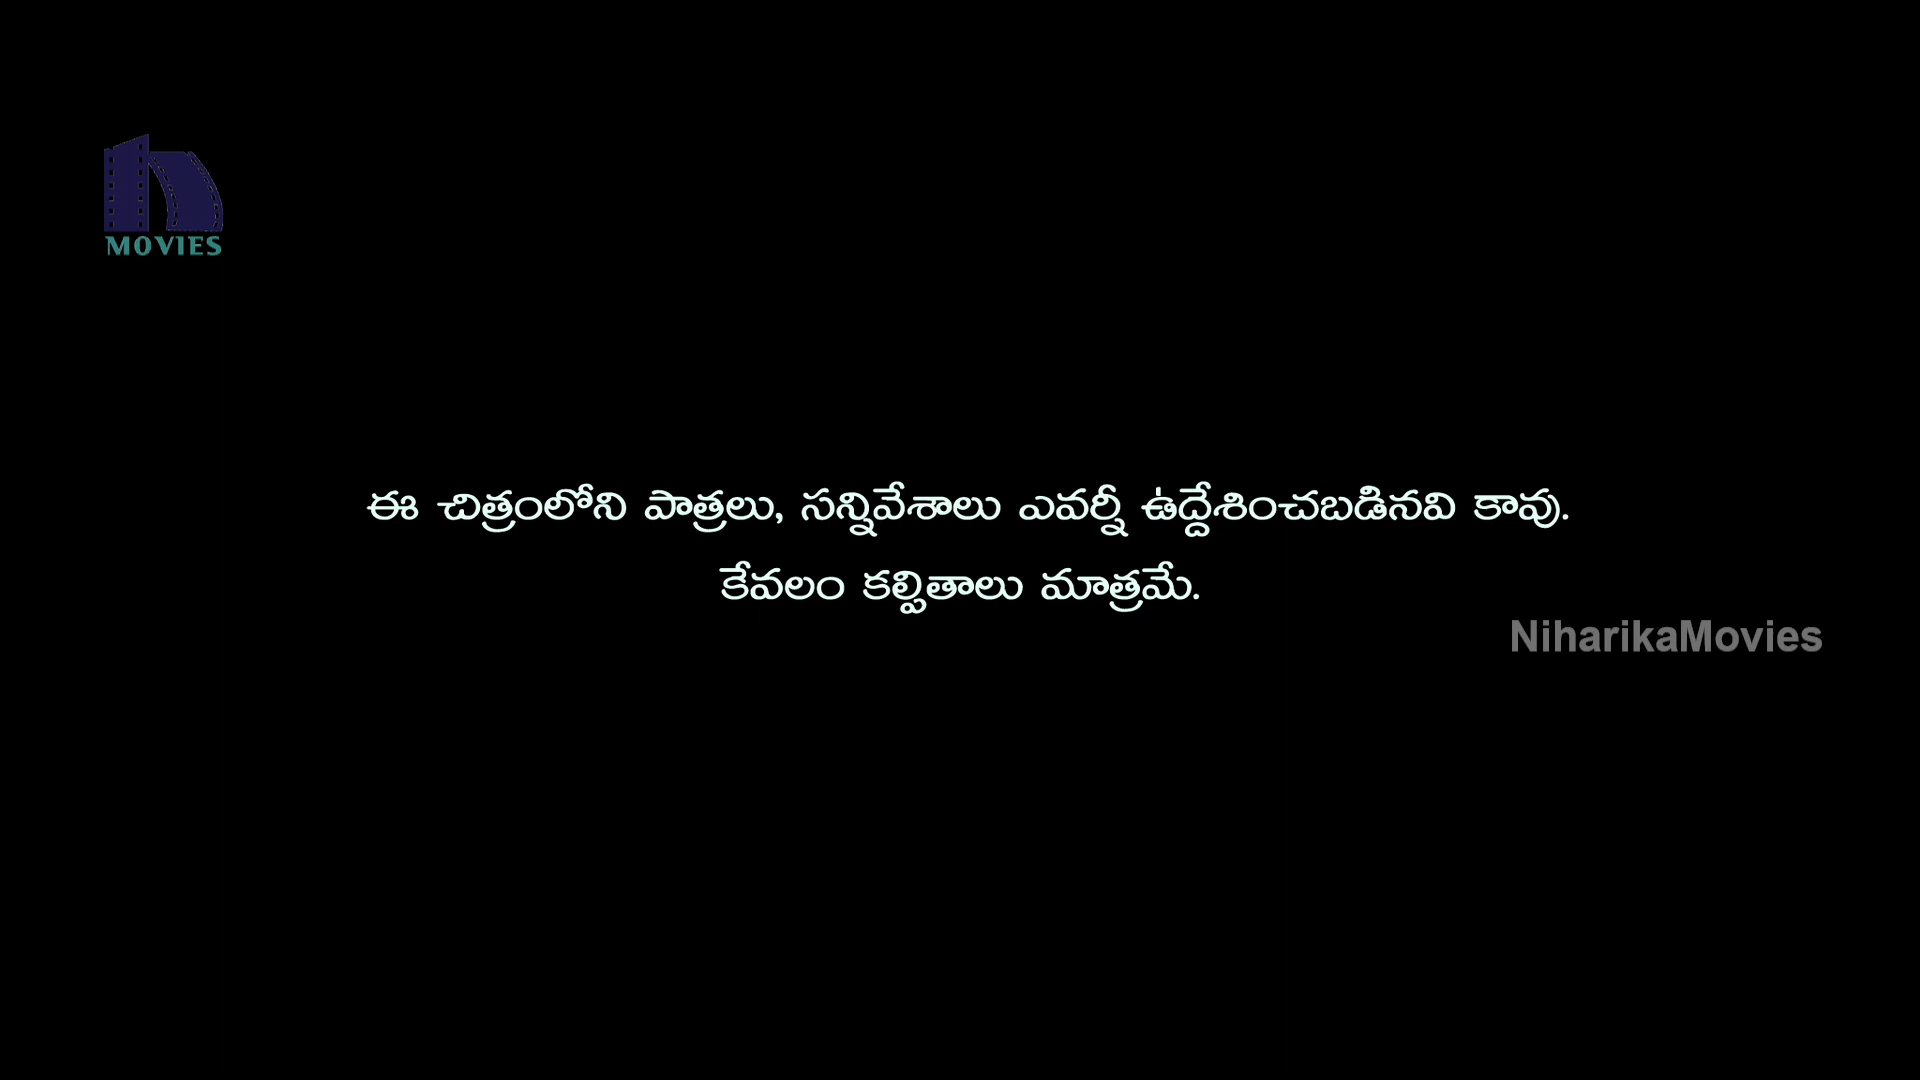 MOVIES
ఈ చిత్రంలోని పాత్రలు, సన్నివేశాలు ఎవర్నీ ఉద్దేశించబడినవి కావు.
కేవలం కల్పితాలు మాత్రమే.
NiharikaMovies